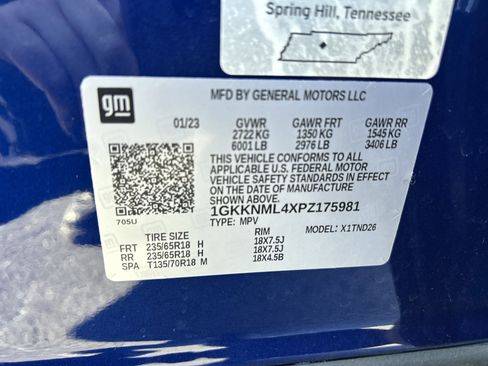 Spring Hill, Tennessee
gm
MFD BY GENERAL MOTORS LLC
01/23 GVWR GAWR FRT GAWR RR
2722 KG 1350 KG 1545 KG
6001 LB 2976 LB 3406 LB
THIS VEHICLE CONFORMS TO ALL
APPLICABLE U.S. FEDERAL MOTOR
VEHICLE SAFETY AND THEFT
PREVENTION STANDARDS IN EFFECT
ON THE DATE OF MANUFACTURE
SHOWN ABOVE.
1GKKNML4XPZ175981
705U TYPE: MPV MODEL: X1TND26
TIRE SIZE RIM
FRT 235/65R18 H 18X7.5J
RR 235/65R18 H 18X7.5J
SPA T135/70R18 M 18X4.5B